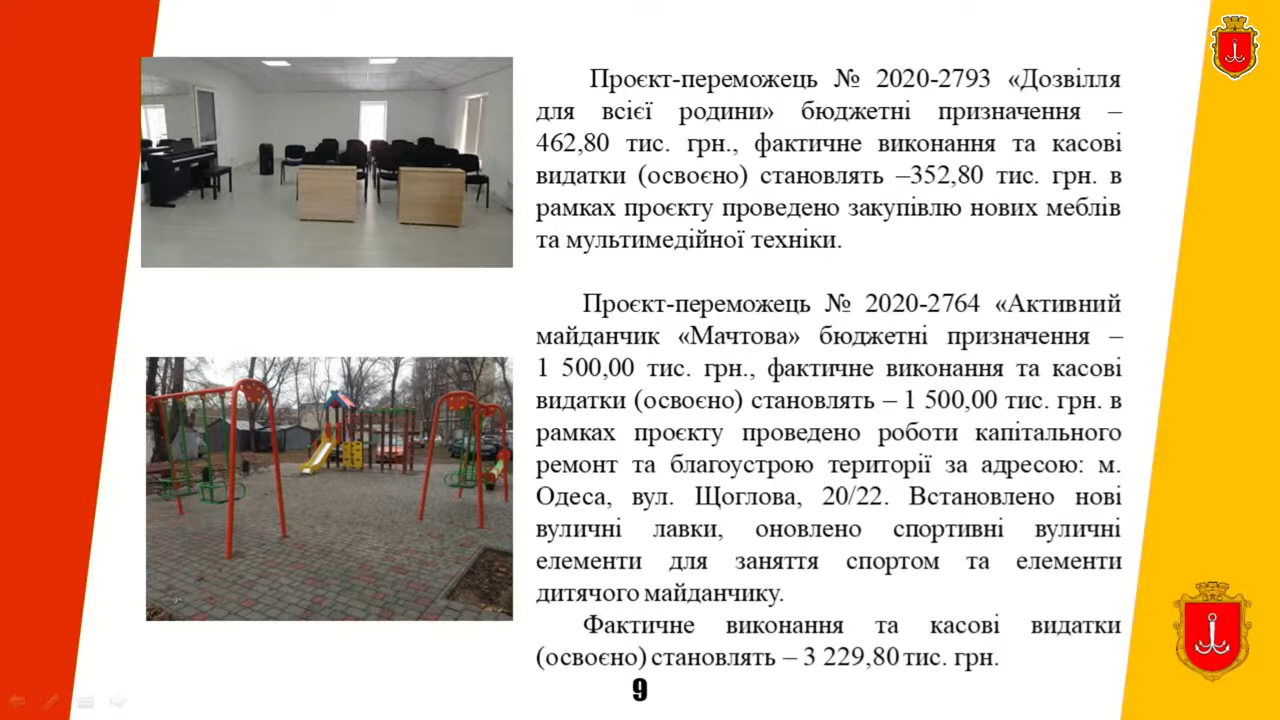 Проєкт-переможець № 2020-2793 «Дозвілля
для всієї родини» бюджетні призначення –
462,80 тис. грн., фактичне виконання та касові
видатки (освоєно) становлять –352,80 тис. грн. в
рамках проєкту проведено закупівлю нових меблів
та мультимедійної техніки.
Проєкт-переможець № 2020-2764 «Активний
майданчик «Мачтова» бюджетні призначення –
1 500,00 тис. грн., фактичне виконання та касові
видатки (освоєно) становлять – 1 500,00 тис. грн. в
рамках проєкту проведено роботи капітального
ремонт та благоустрою території за адресою: м.
Одеса, вул. Щоглова, 20/22. Встановлено нові
вуличні лавки, оновлено спортивні вуличні
елементи для заняття спортом та елементи
дитячого майданчику.
Фактичне виконання та касові видатки
(освоєно) становлять – 3 229,80 тис. грн.
9